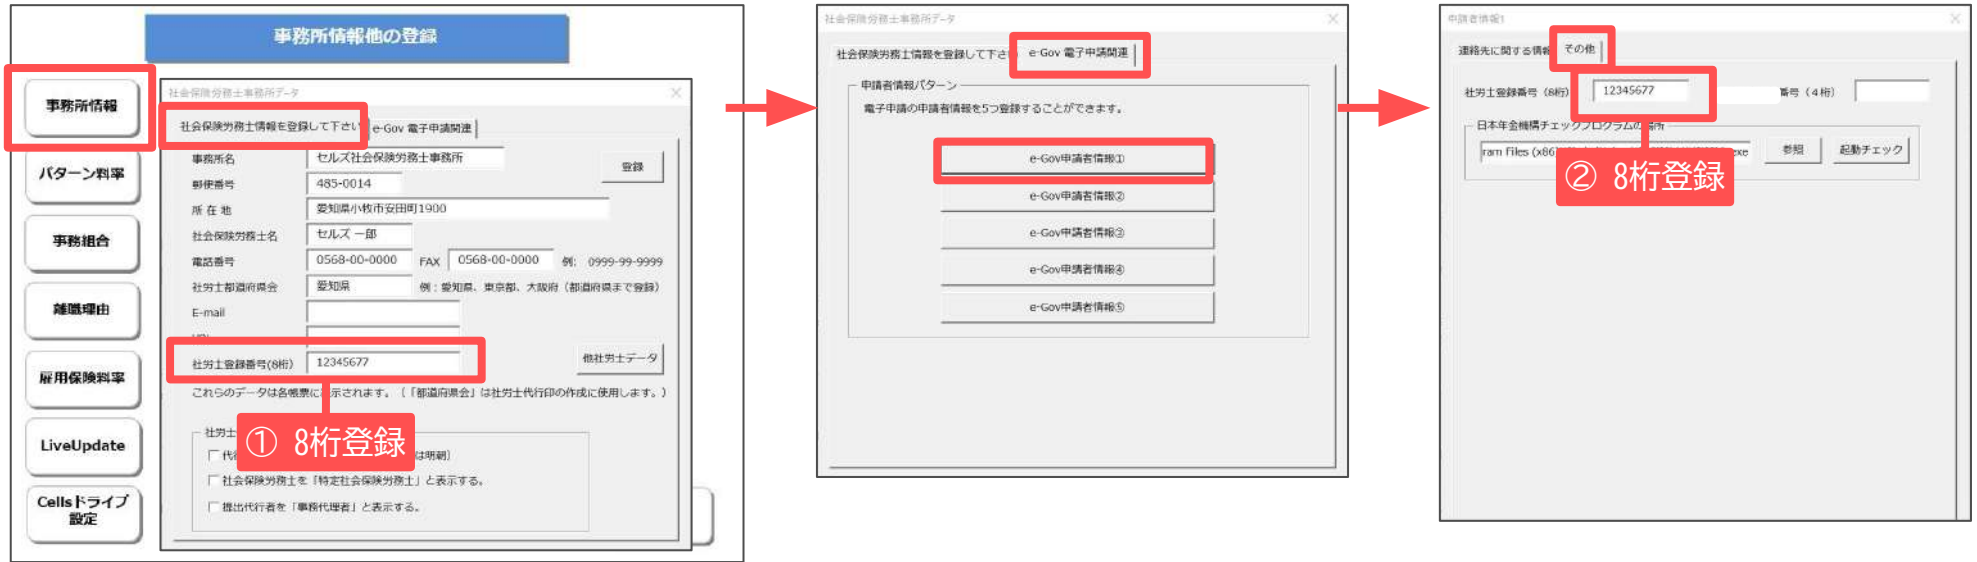 事務所情報他の登録
事務所情報
パターン料率
事務組合
離職理由
雇用保険料率
LiveUpdate
Cellsドライブ
設定
社会保険労務士事務所データ
社会保険労務士情報を登録して下さい e-Gov 電子申請関連
事務所名 セルズ社会保険労務士事務所 登録
郵便番号 485-0014
所 在 地 愛知県小牧市安田町1900
社会保険労務士名 セルズ 一郎
電話番号 0568-00-0000 FAX 0568-00-0000 例: 0999-99-9999
社労士都道府県会 愛知県 例：愛知県、東京都、大阪府（都道府県まで登録）
E-mail
社労士登録番号(8桁) 12345677 他社労士データ
これらのデータは各帳票に 示されます。（「都道府県会」は社労士代行印の作成に使用します。）
① 8桁登録
社労士
は明朝)
社会保険労務士を「特定社会保険労務士」と表示する。
提出代行者を「事務代理者」と表示する。
社会保険労務士事務所データ
社会保険労務士情報を登録して下さい e-Gov 電子申請関連
申請者情報パターン
電子申請の申請者情報を5つ登録することができます。
e-Gov申請者情報①
e-Gov申請者情報②
e-Gov申請者情報③
e-Gov申請者情報④
e-Gov申請者情報⑤
申請者情報1
連絡先に関する情報 その他
社労士登録番号 (8桁) 12345677 番号（4桁）
日本年金機構チェックプログラムの場所
ram Files (x86) exe 参照 起動チェック
② 8桁登録